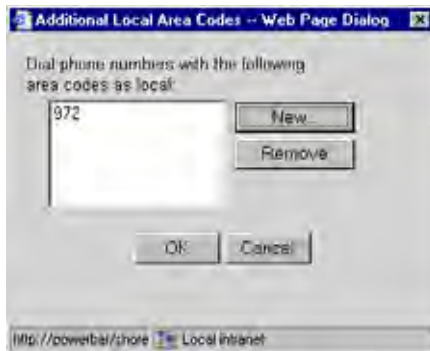 Additional Local Area Codes -- Web Page Dialog
Dial phone numbers with the following
area codes as local:
972
New...
Remove
OK
Cancel
http://powerbar/phone Local intranet